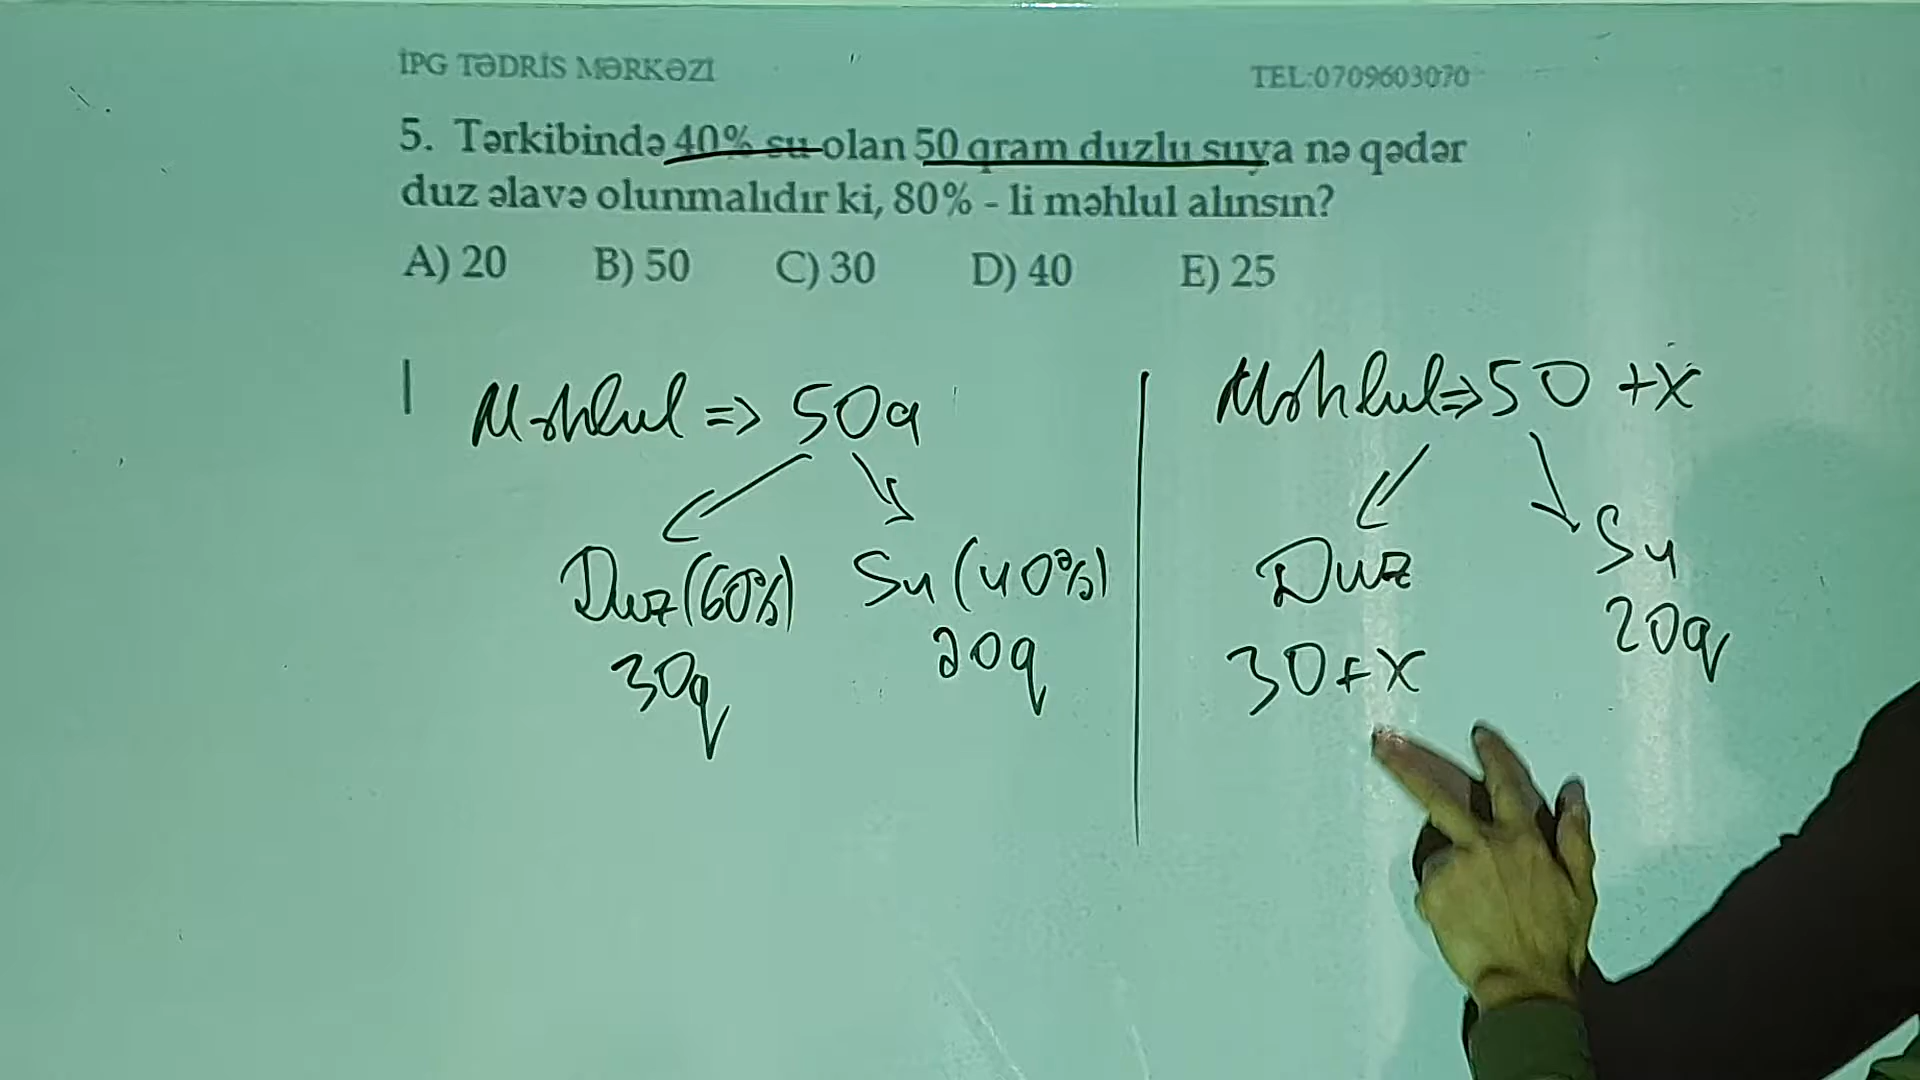 İPG TƏDRİS MƏRKƏZİ
TEL:0709603070
5. Tərkibində 40% su olan 50 qram duzlu suya nə qədər
duz əlavə olunmalıdır ki, 80% - li məhlul alınsın?
A) 20 B) 50 C) 30 D) 40 E) 25
Məhlul => 50q
Duz (60%) Su (40%)
30q 20q
Məhlul => 50 + x
Duz Su
30 + x 20q